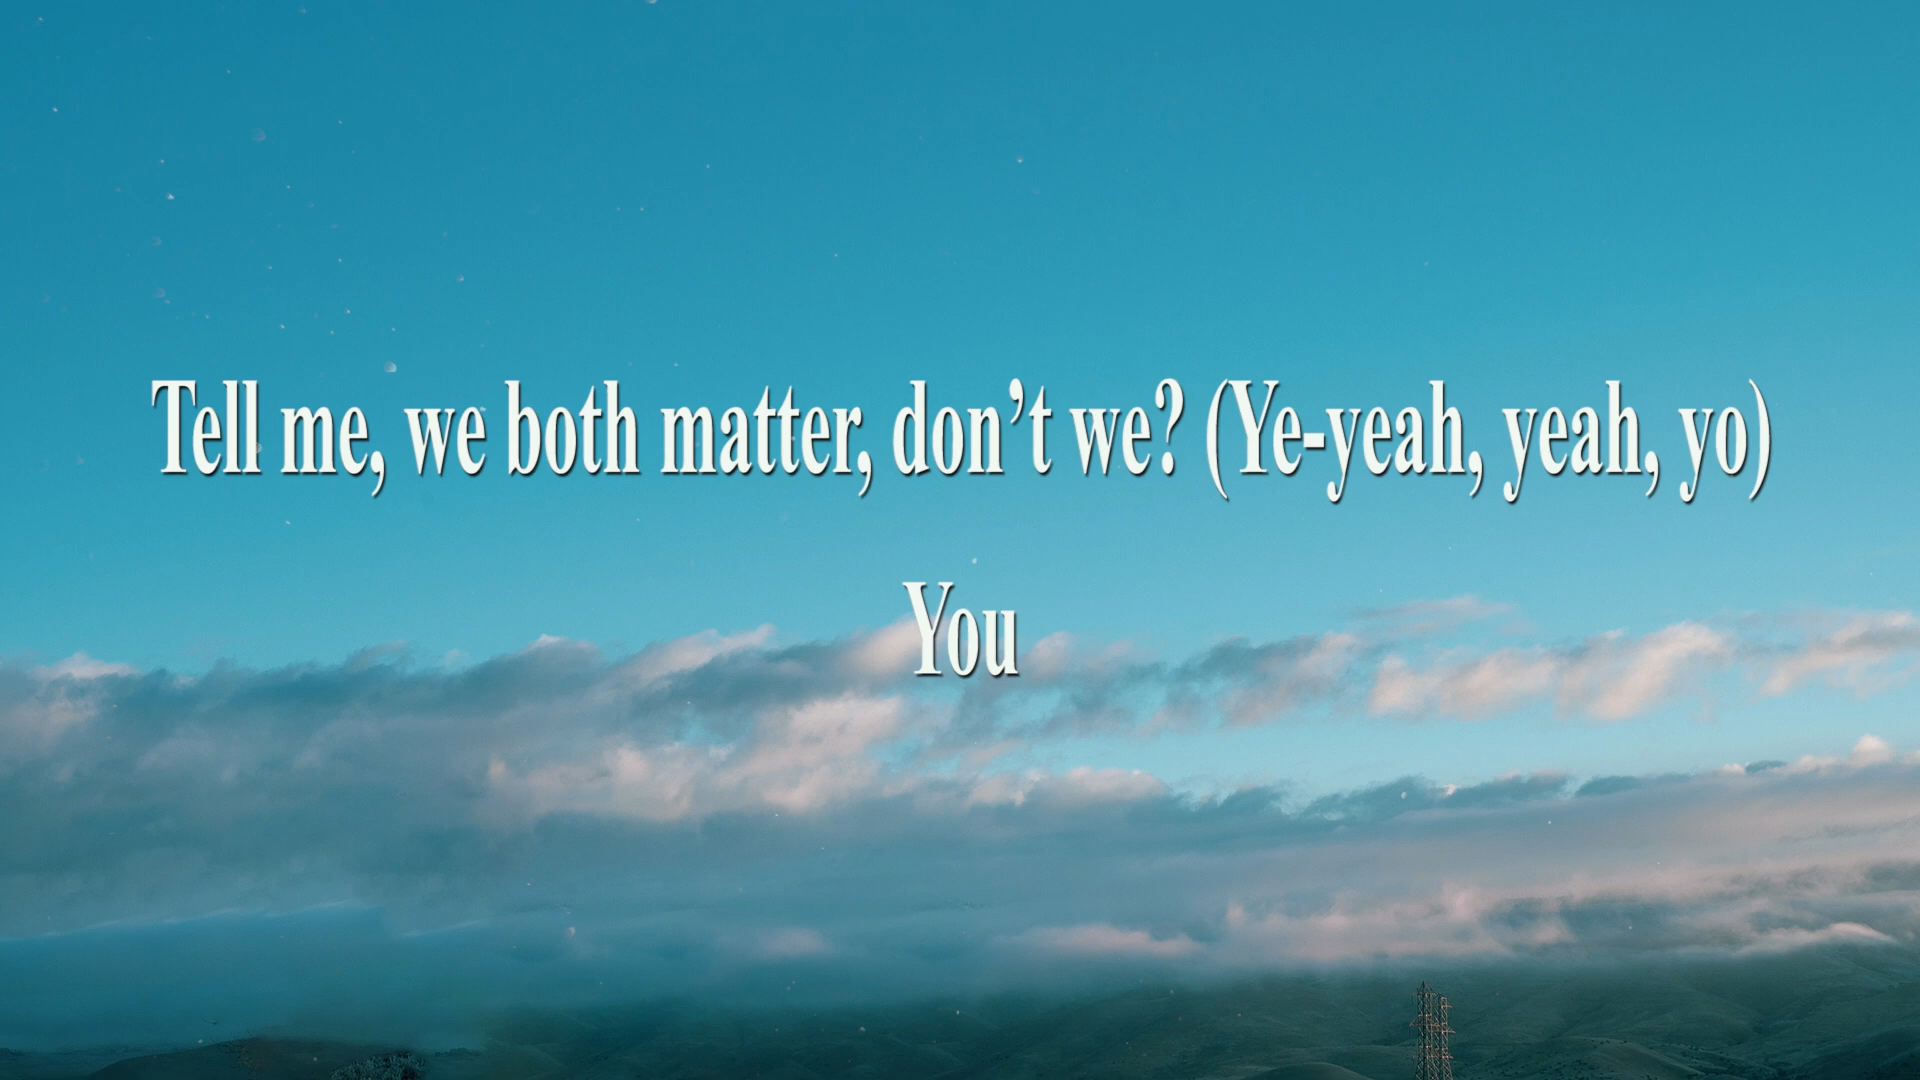 Tell me, we both matter, don’t we? (Ye-yeah, yeah, yo)
You